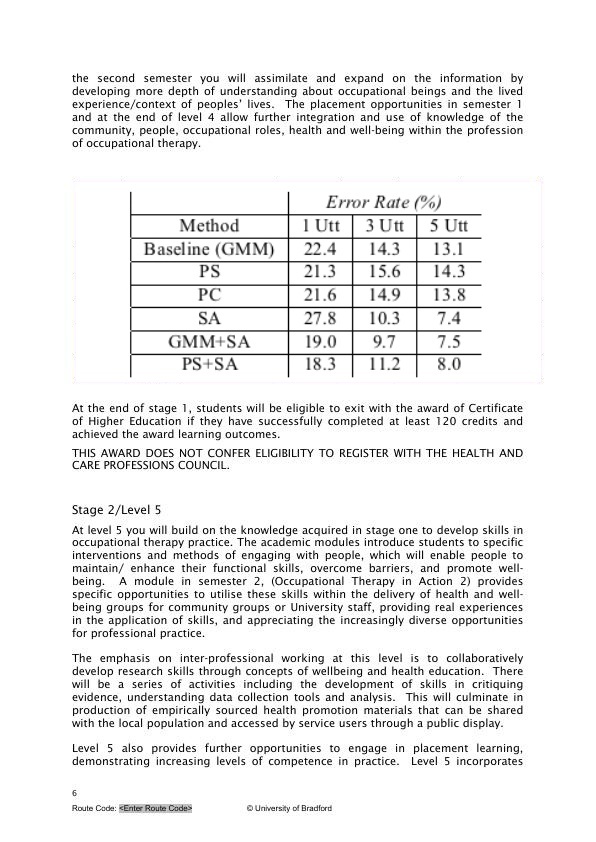 the second semester you will assimilate and expand on the information by
developing more depth of understanding about occupational beings and the lived
experience/context of peoples’ lives.  The placement opportunities in semester 1
and at the end of level 4 allow further integration and use of knowledge of the
community, people, occupational roles, health and well-being within the profession
of occupational therapy.
Error Rate (%)
Method 1 Utt 3 Utt 5 Utt
Baseline (GMM) 22.4 14.3 13.1
PS 21.3 15.6 14.3
PC 21.6 14.9 13.8
SA 27.8 10.3 7.4
GMM+SA 19.0 9.7 7.5
PS+SA 18.3 11.2 8.0
At the end of stage 1, students will be eligible to exit with the award of Certificate
of Higher Education if they have successfully completed at least 120 credits and
achieved the award learning outcomes.
THIS AWARD DOES NOT CONFER ELIGIBILITY TO REGISTER WITH THE HEALTH AND
CARE PROFESSIONS COUNCIL.
Stage 2/Level 5
At level 5 you will build on the knowledge acquired in stage one to develop skills in
occupational therapy practice. The academic modules introduce students to specific
interventions and methods of engaging with people, which will enable people to
maintain/ enhance their functional skills, overcome barriers, and promote well-
being.  A module in semester 2, (Occupational Therapy in Action 2) provides
specific opportunities to utilise these skills within the delivery of health and well-
being groups for community groups or University staff, providing real experiences
in the application of skills, and appreciating the increasingly diverse opportunities
for professional practice.
The emphasis on inter-professional working at this level is to collaboratively
develop research skills through concepts of wellbeing and health education.  There
will be a series of activities including the development of skills in critiquing
evidence, understanding data collection tools and analysis.  This will culminate in
production of empirically sourced health promotion materials that can be shared
with the local population and accessed by service users through a public display.
Level 5 also provides further opportunities to engage in placement learning,
demonstrating increasing levels of competence in practice.  Level 5 incorporates
6
Route Code: <Enter Route Code> © University of Bradford